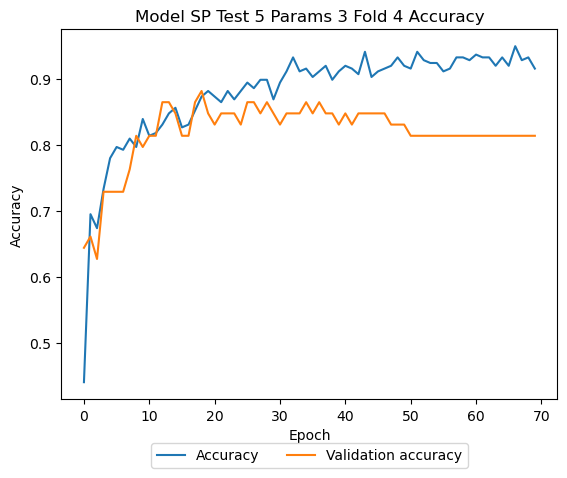 Model SP Test 5 Params 3 Fold 4 Accuracy
Accuracy
0.9
0.8
0.7
0.6
0.5
0 10 20 30 40 50 60 70
Epoch
Accuracy Validation accuracy